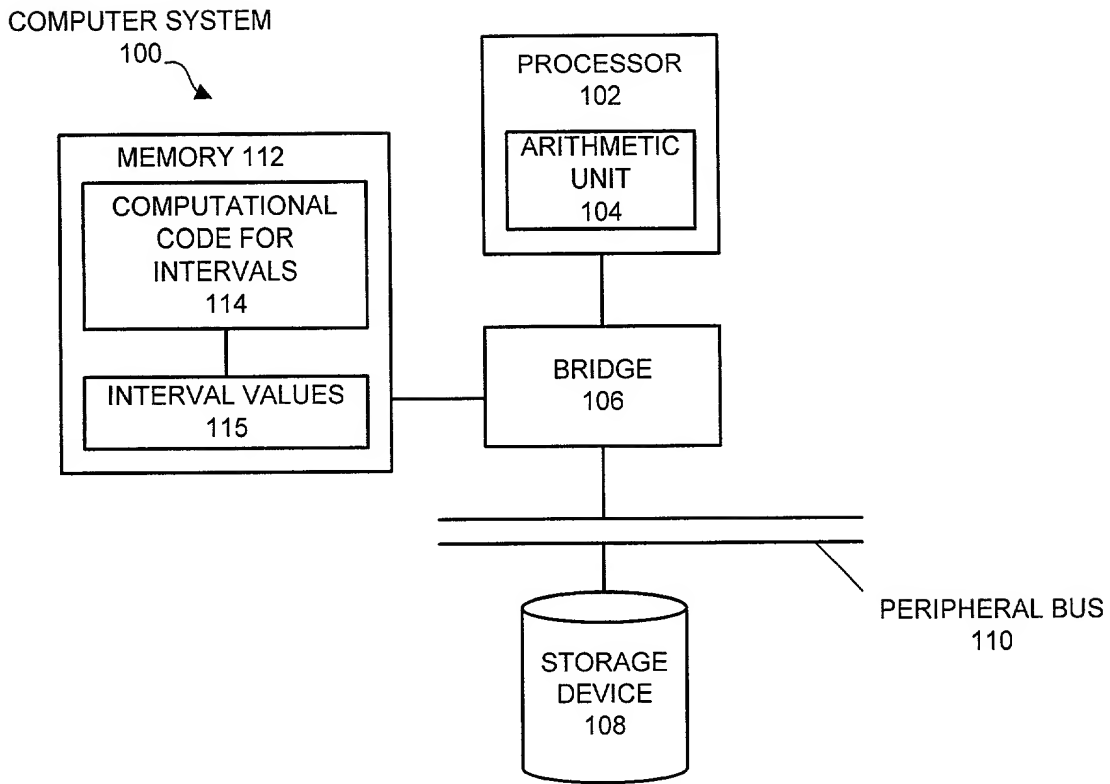 COMPUTER SYSTEM
100
PROCESSOR
102
ARITHMETIC
UNIT
104
MEMORY 112
COMPUTATIONAL
CODE FOR
INTERVALS
114
INTERVAL VALUES
115
BRIDGE
106
PERIPHERAL BUS
110
STORAGE
DEVICE
108